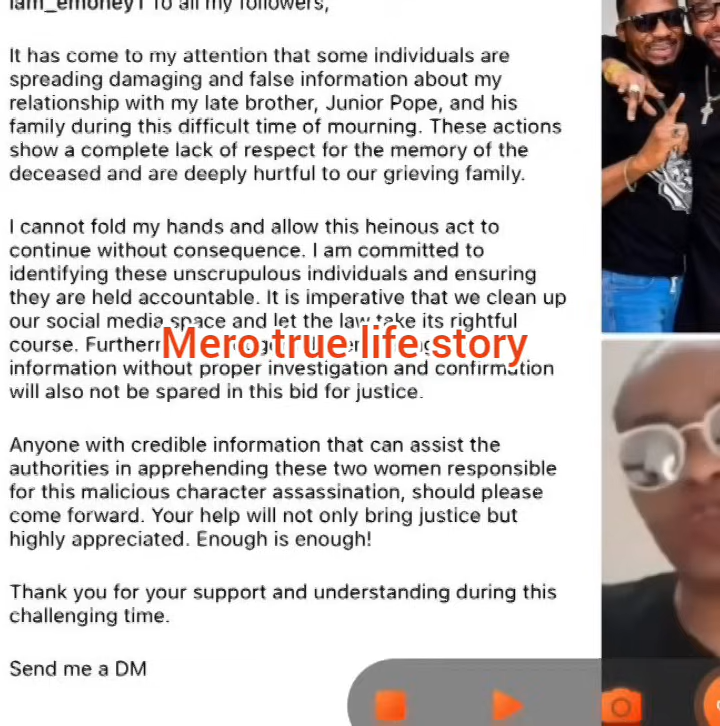 iam_emoney1 To all my followers,
It has come to my attention that some individuals are
spreading damaging and false information about my
relationship with my late brother, Junior Pope, and his
family during this difficult time of mourning. These actions
show a complete lack of respect for the memory of the
deceased and are deeply hurtful to our grieving family.
I cannot fold my hands and allow this heinous act to
continue without consequence. I am committed to
identifying these unscrupulous individuals and ensuring
they are held accountable. It is imperative that we clean up
our social media space and let the law take its rightful
course.
Mero true life story
information without proper investigation and confirmation
will also not be spared in this bid for justice.
Anyone with credible information that can assist the
authorities in apprehending these two women responsible
for this malicious character assassination, should please
come forward. Your help will not only bring justice but
highly appreciated. Enough is enough!
Thank you for your support and understanding during this
challenging time.
Send me a DM